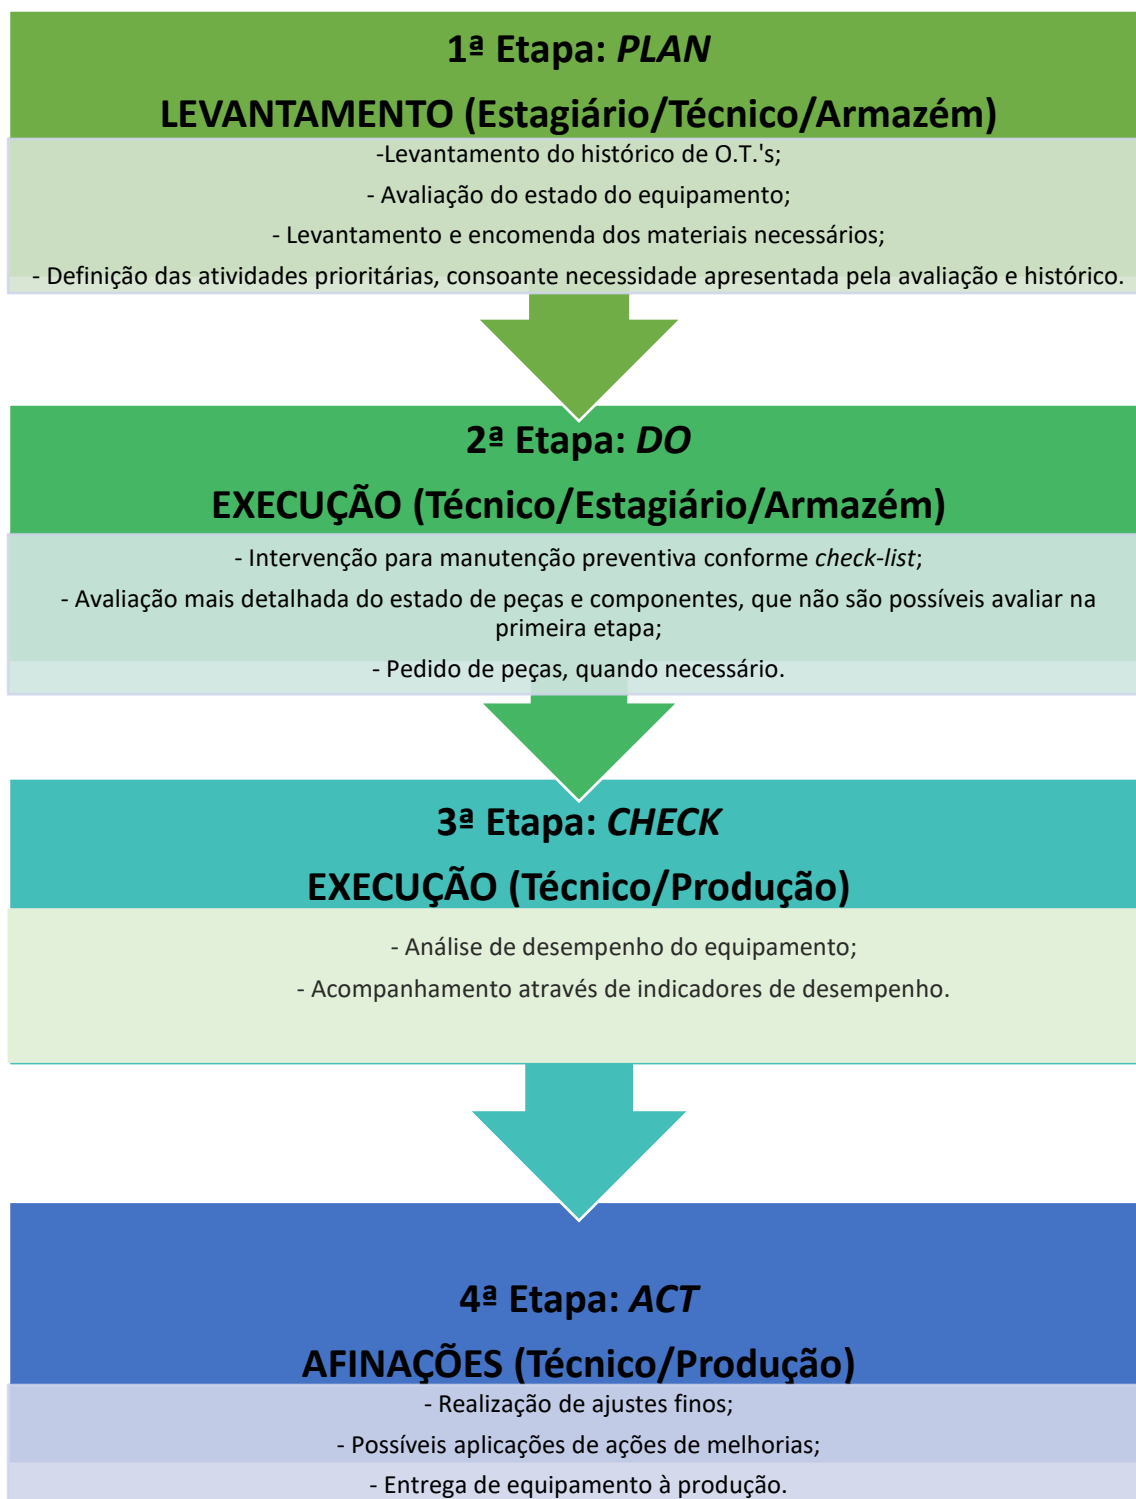 1ª Etapa: PLAN
LEVANTAMENTO (Estagiário/Técnico/Armazém)
-Levantamento do histórico de O.T.'s;
- Avaliação do estado do equipamento;
- Levantamento e encomenda dos materiais necessários;
- Definição das atividades prioritárias, consoante necessidade apresentada pela avaliação e histórico.
2ª Etapa: DO
EXECUÇÃO (Técnico/Estagiário/Armazém)
- Intervenção para manutenção preventiva conforme check-list;
- Avaliação mais detalhada do estado de peças e componentes, que não são possíveis avaliar na
primeira etapa;
- Pedido de peças, quando necessário.
3ª Etapa: CHECK
EXECUÇÃO (Técnico/Produção)
- Análise de desempenho do equipamento;
- Acompanhamento através de indicadores de desempenho.
4ª Etapa: ACT
AFINAÇÕES (Técnico/Produção)
- Realização de ajustes finos;
- Possíveis aplicações de ações de melhorias;
- Entrega de equipamento à produção.